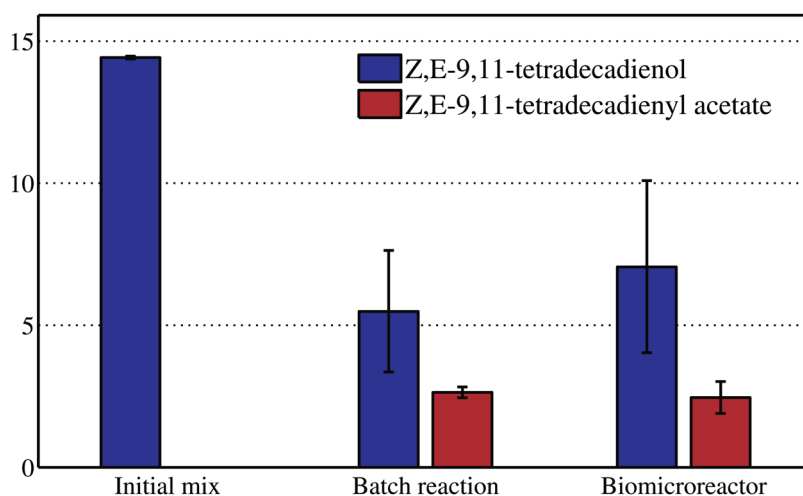 15
Z,E-9,11-tetradecadienol
Z,E-9,11-tetradecadienyl acetate
10
5
0
Initial mix Batch reaction Biomicroreactor